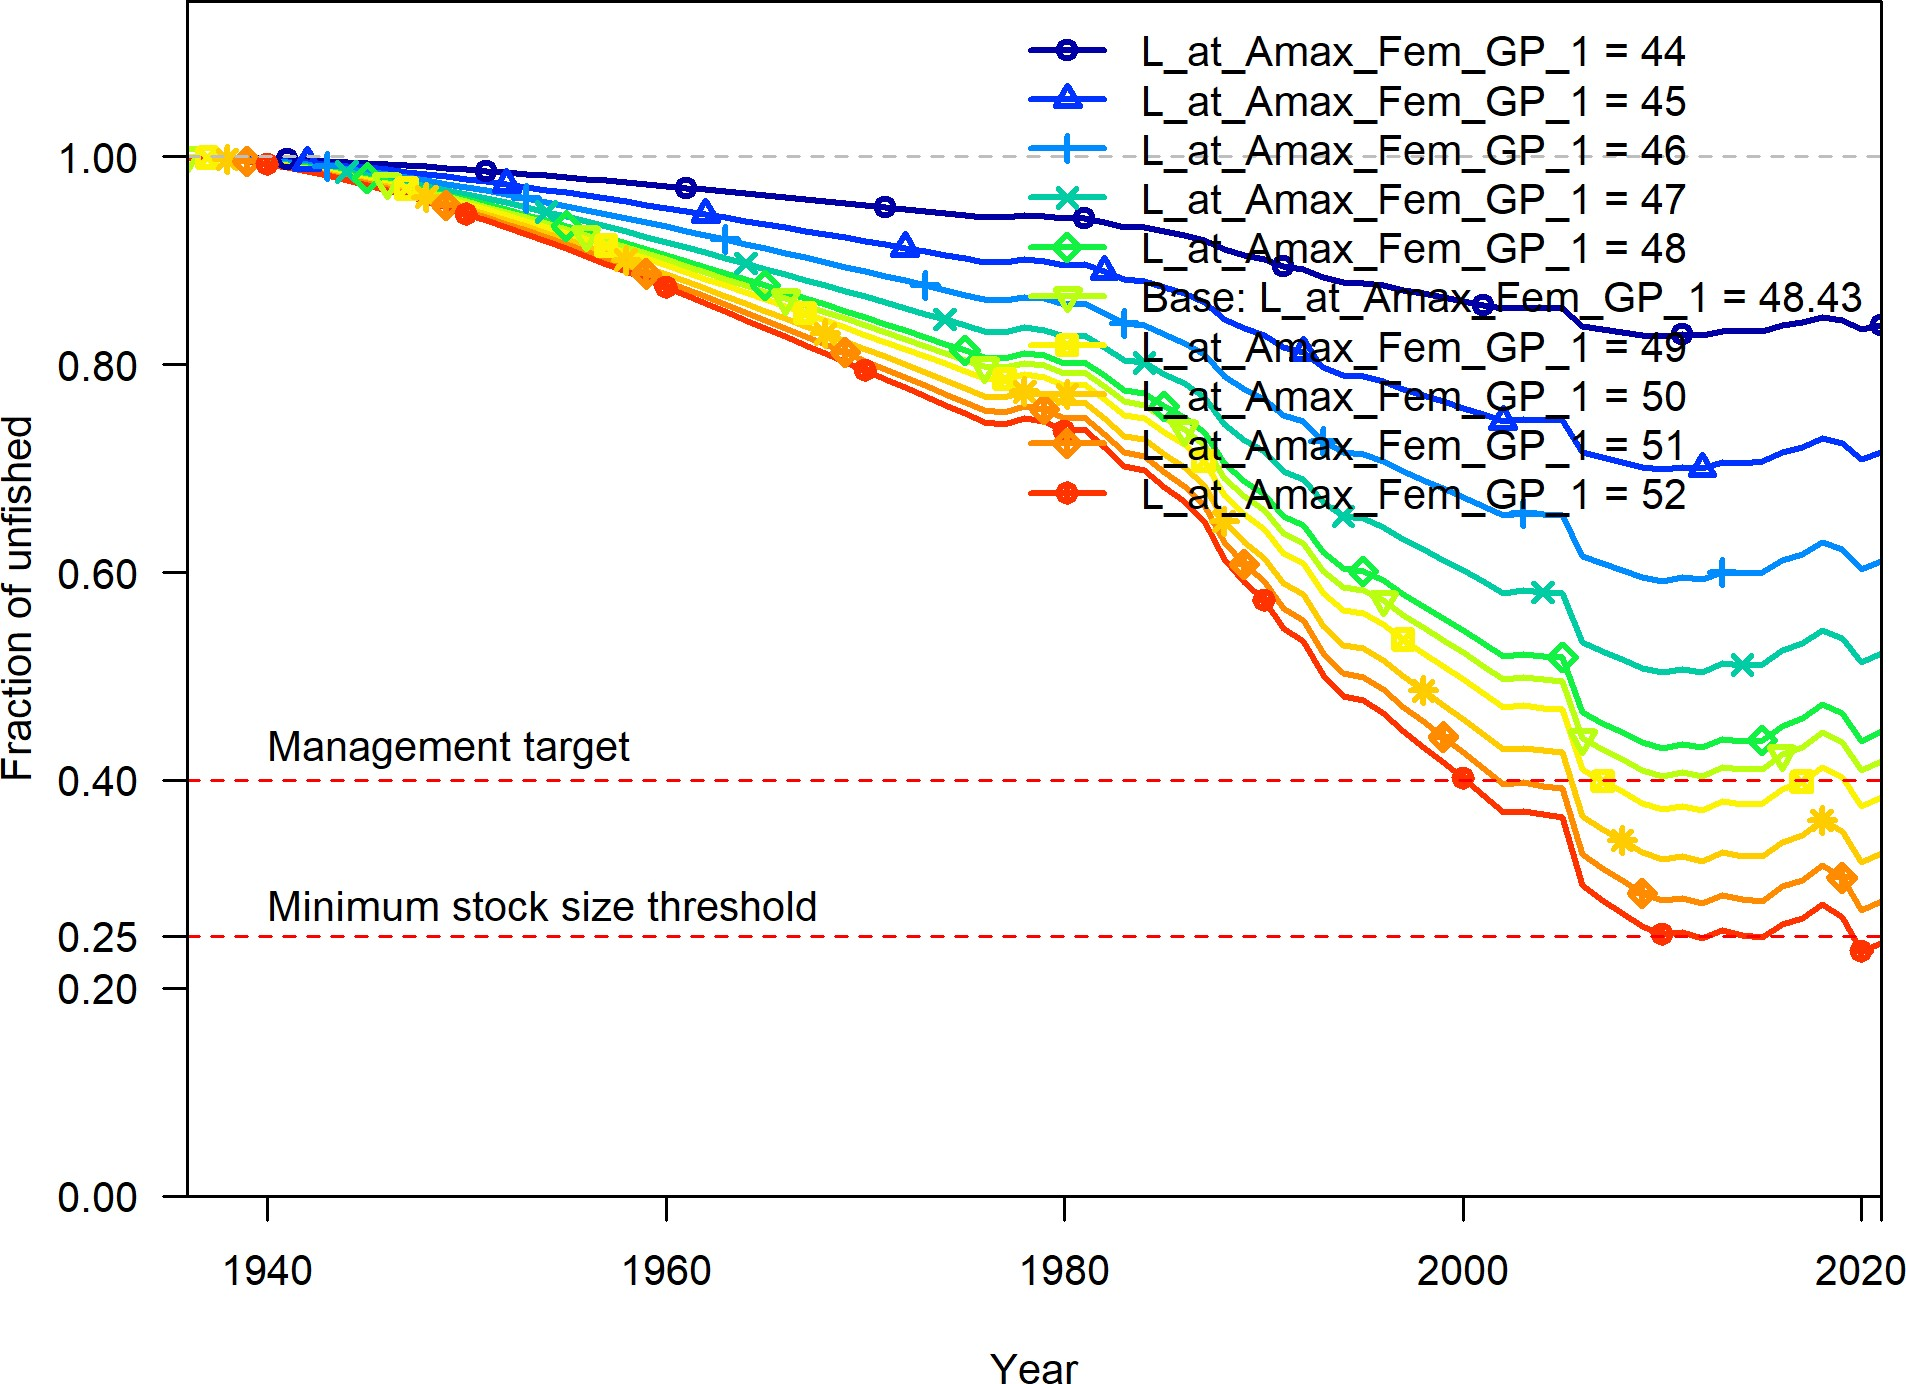 L_at_Amax_Fem_GP_1 = 44
L_at_Amax_Fem_GP_1 = 45
L_at_Amax_Fem_GP_1 = 46
L_at_Amax_Fem_GP_1 = 47
L_at_Amax_Fem_GP_1 = 48
Base: L_at_Amax_Fem_GP_1 = 48.43
L_at_Amax_Fem_GP_1 = 49
L_at_Amax_Fem_GP_1 = 50
L_at_Amax_Fem_GP_1 = 51
L_at_Amax_Fem_GP_1 = 52
1.00
0.80
0.60
0.40
0.25
0.20
0.00
Fraction of unfished
Management target
Minimum stock size threshold
1940 1960 1980 2000 2020
Year